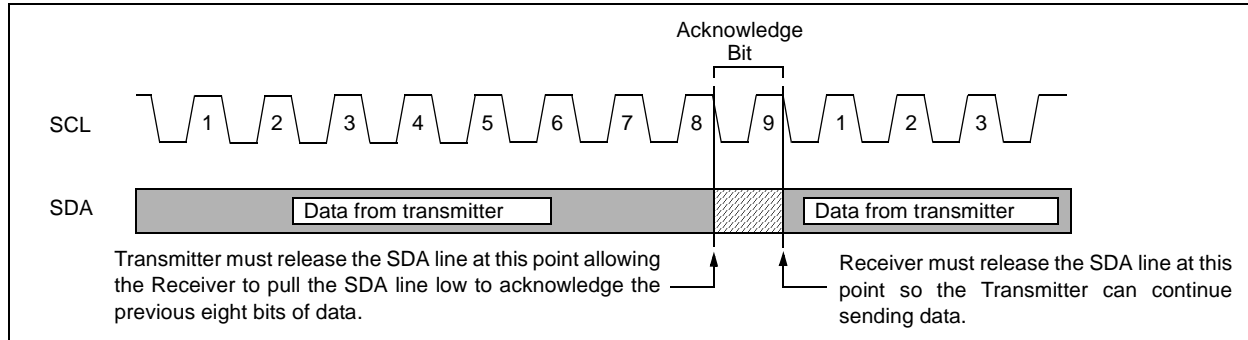 Acknowledge
Bit
SCL
1 2 3 4 5 6 7 8 9 1 2 3
SDA
Data from transmitter
Data from transmitter
Transmitter must release the SDA line at this point allowing
the Receiver to pull the SDA line low to acknowledge the
previous eight bits of data.
Receiver must release the SDA line at this
point so the Transmitter can continue
sending data.